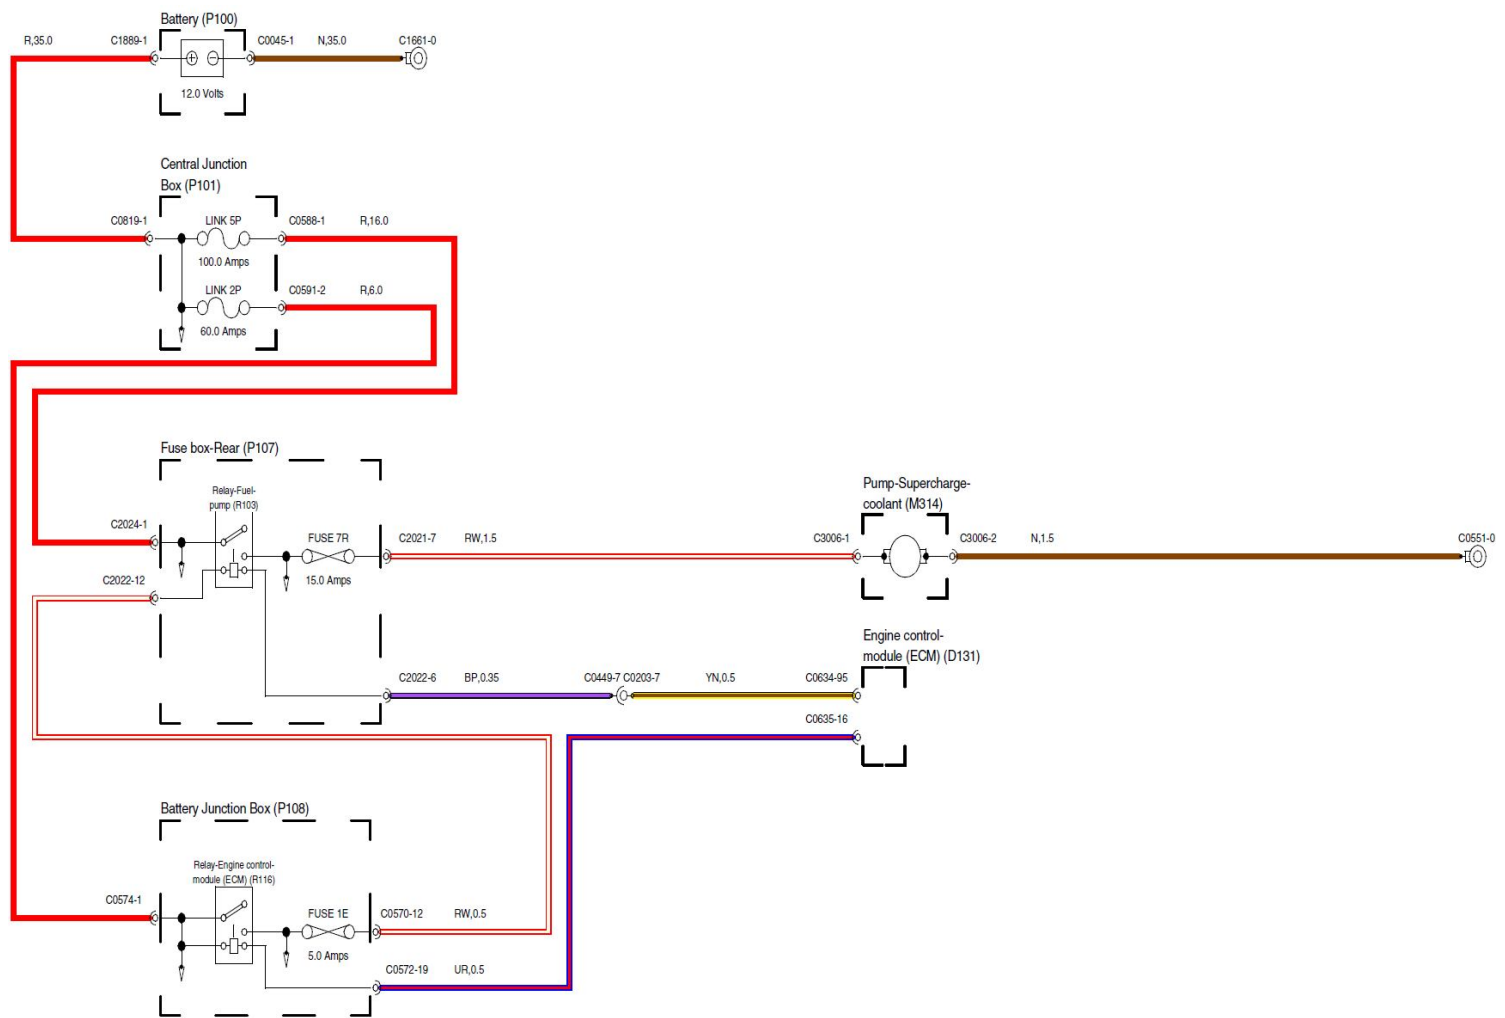 Battery (P100)
R,35.0
C1889-1
C0045-1
N,35.0
C1661-0
12.0 Volts
Central Junction
Box (P101)
C0819-1
LINK 5P
C0588-1
R,16.0
100.0 Amps
LINK 2P
C0591-2
R,6.0
60.0 Amps
Fuse box-Rear (P107)
Relay-Fuel-
pump (R103)
C2024-1
FUSE 7R
C2021-7
RW,1.5
15.0 Amps
C2022-12
Pump-Supercharge-
coolant (M314)
C3006-1
C3006-2
N,1.5
C0551-0
Engine control-
module (ECM) (D131)
C2022-6
BP,0.35
C0449-7 C0203-7
YN,0.5
C0634-95
C0635-16
Battery Junction Box (P108)
Relay-Engine control-
module (ECM) (R116)
C0574-1
FUSE 1E
C0570-12
RW,0.5
5.0 Amps
C0572-19
UR,0.5